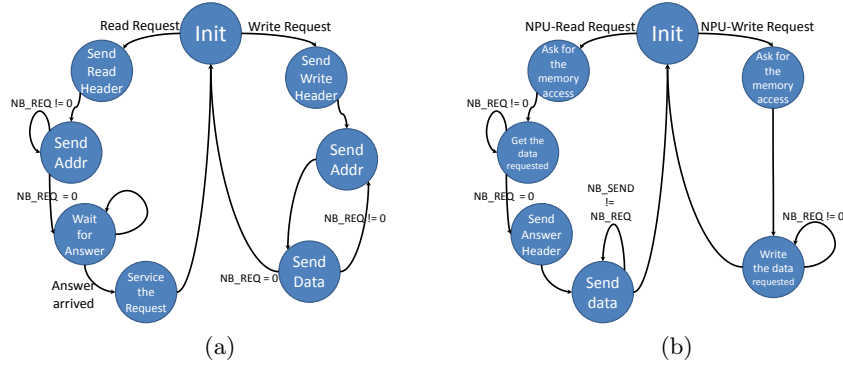 Read Request
Init
Write Request
Send
Read
Header
Send
Write
Header
NB_REQ != 0
Send
Addr
Send
Addr
NB_REQ = 0
Wait
for
Answer
NB_REQ != 0
Answer
arrived
Service
the
Request
NB_REQ = 0
Send
Data
(a)
NPU-Read Request
Init
NPU-Write Request
Ask for
the
memory
access
Ask for
the
memory
access
NB_REQ != 0
Get the
data
requested
NB_REQ = 0
NB_SEND
!=
NB_REQ
Send
Answer
Header
NB_REQ != 0
Send
data
Write
the data
requested
(b)